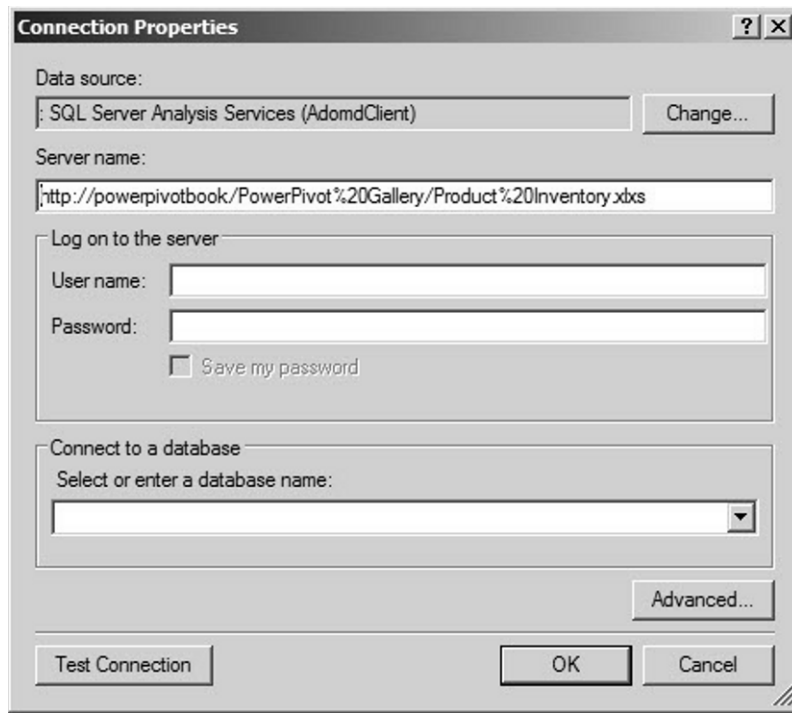 Connection Properties
Data source:
: SQL Server Analysis Services (AdomdClient)
Change...
Server name:
http://powerpivotbook/PowerPivot%20Gallery/Product%20Inventory.xlxs
Log on to the server
User name:
Password:
Save my password
Connect to a database
Select or enter a database name:
Advanced...
Test Connection
OK
Cancel